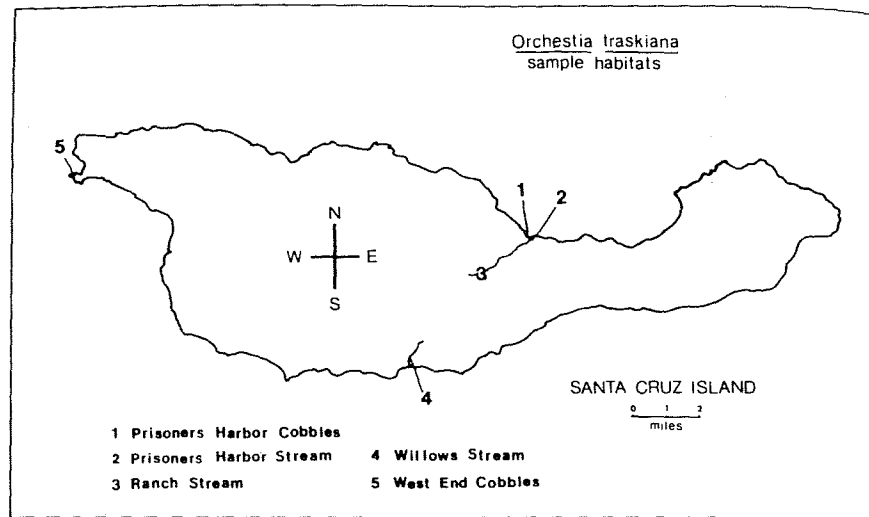 Orchestia traskiana
sample habitats
5
1
2
N
W E
3
S
4
SANTA CRUZ ISLAND
0 1 2
miles
1 Prisoners Harbor Cobbles
2 Prisoners Harbor Stream
3 Ranch Stream
4 Willows Stream
5 West End Cobbles